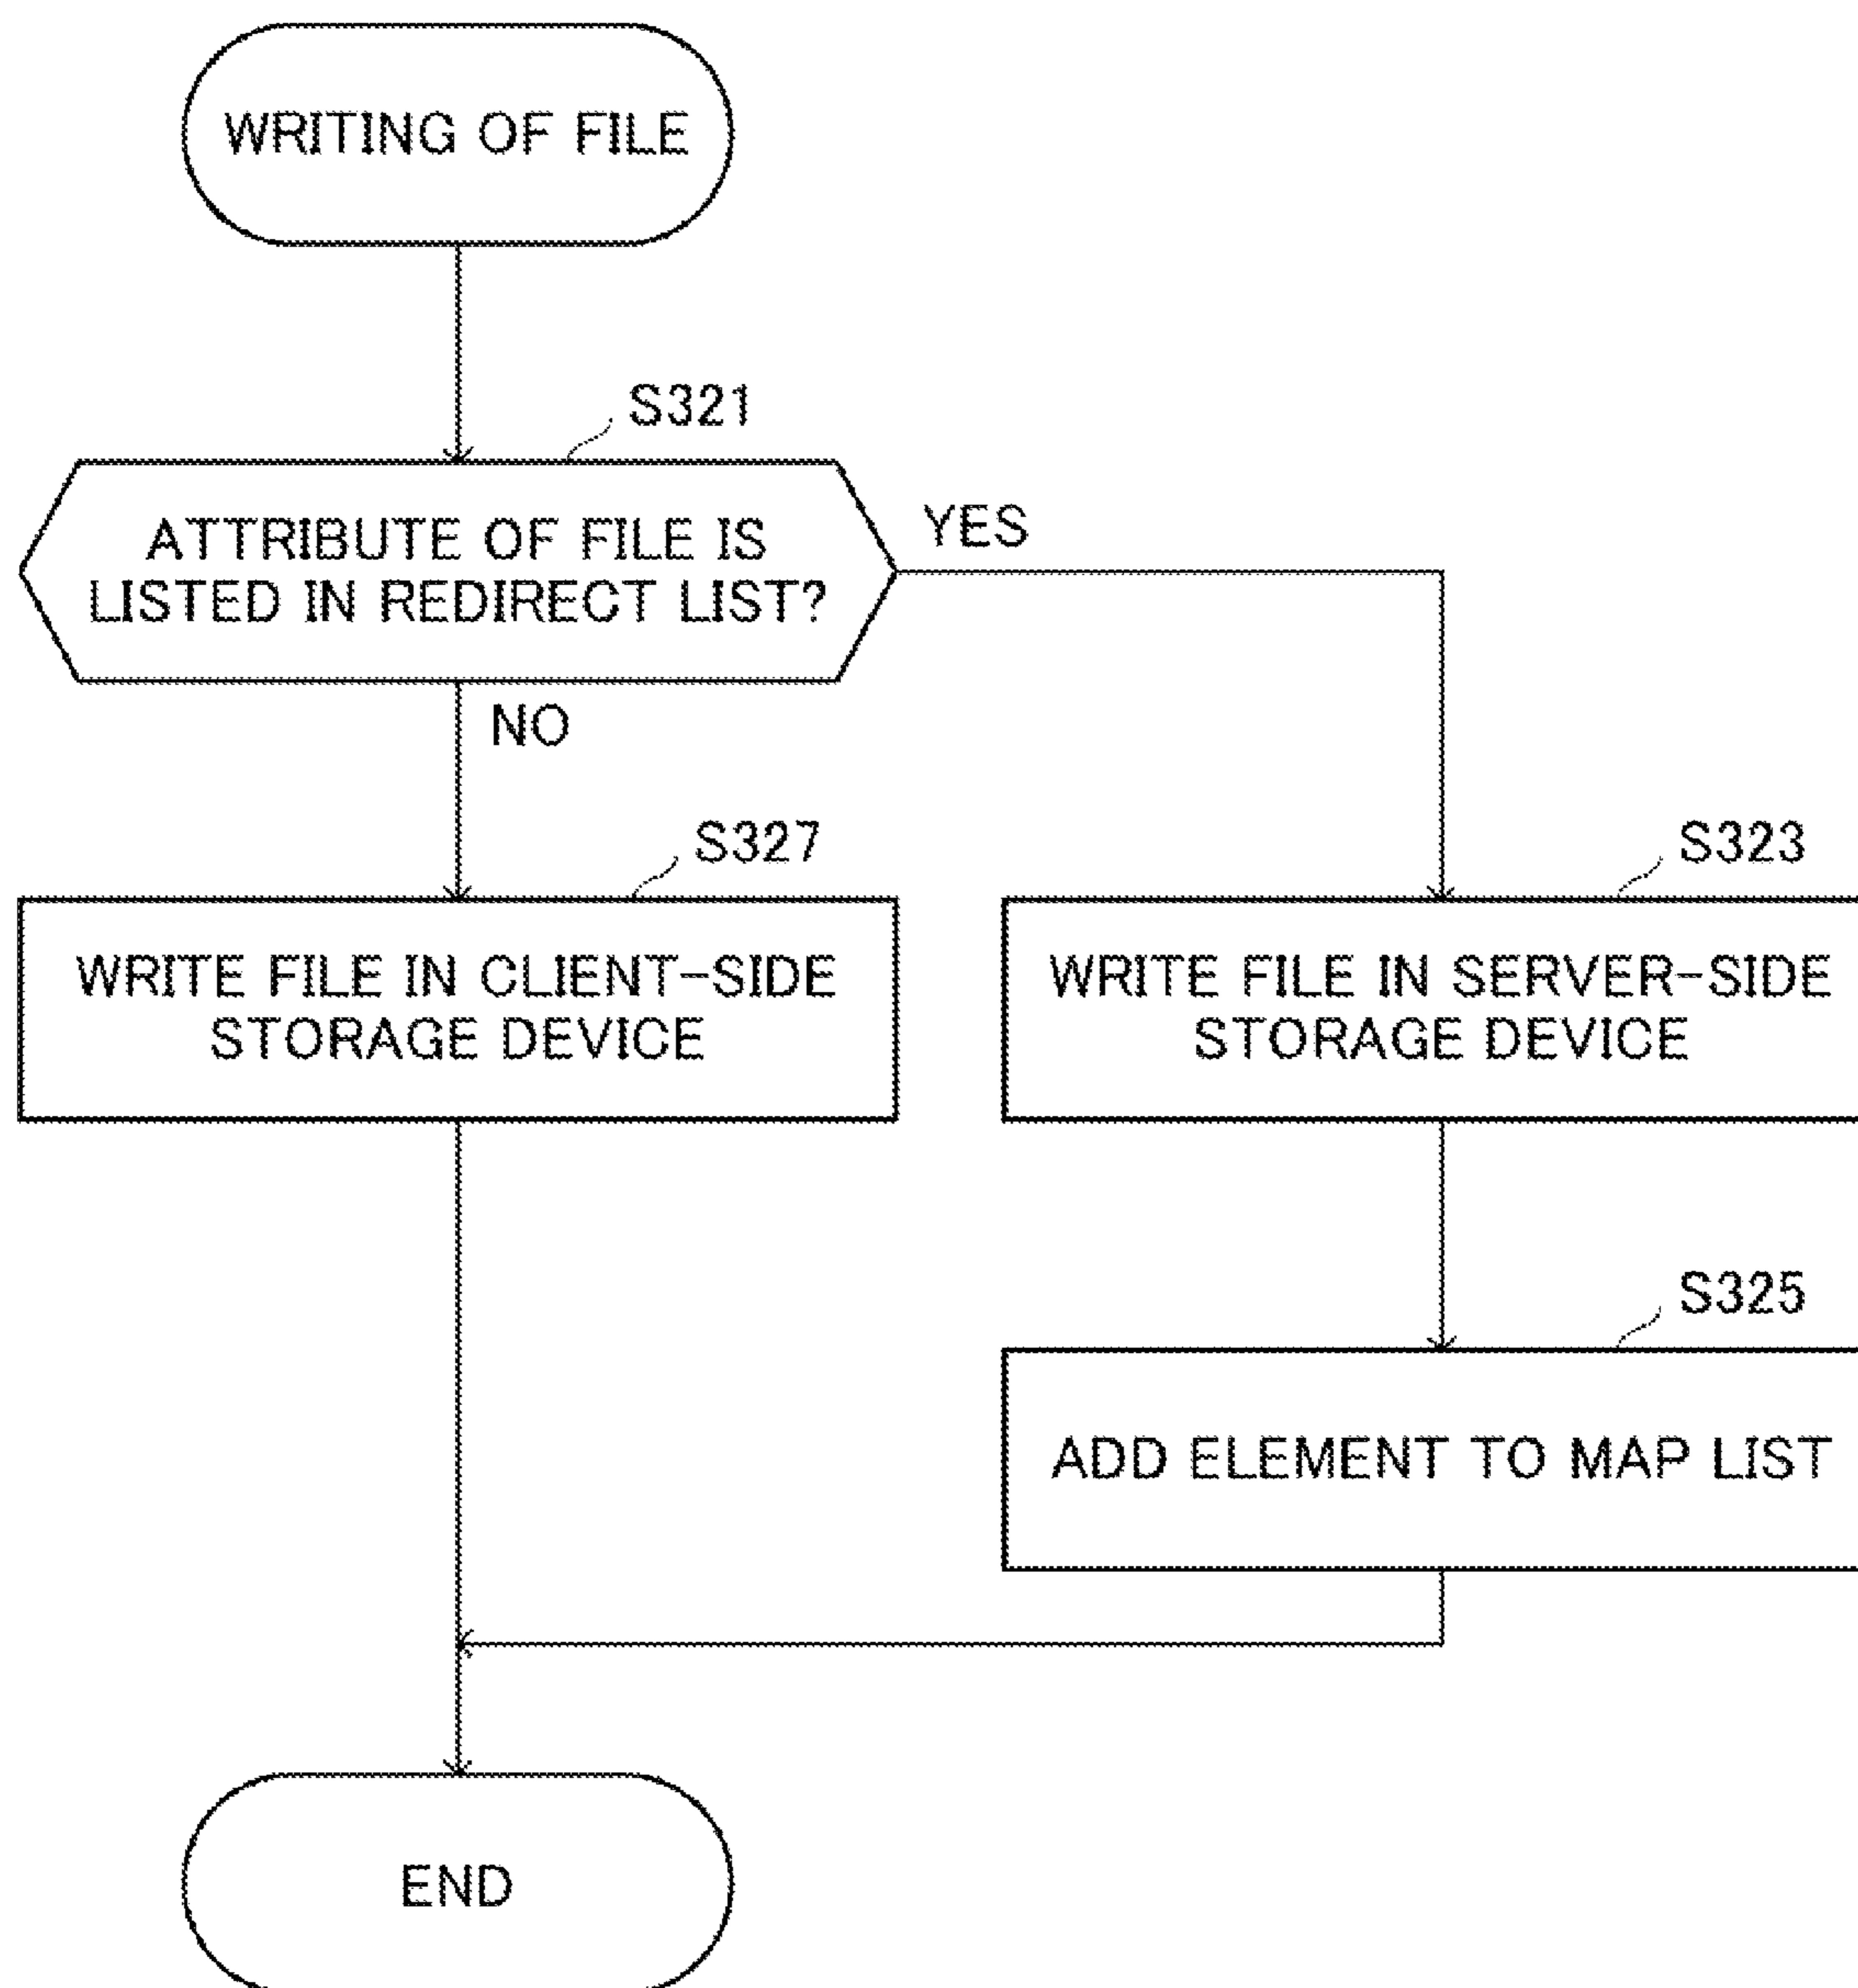 WRITING OF FILE
S321
ATTRIBUTE OF FILE IS
LISTED IN REDIRECT LIST?
YES
NO
S327
WRITE FILE IN CLIENT-SIDE
STORAGE DEVICE
S323
WRITE FILE IN SERVER-SIDE
STORAGE DEVICE
S325
ADD ELEMENT TO MAP LIST
END